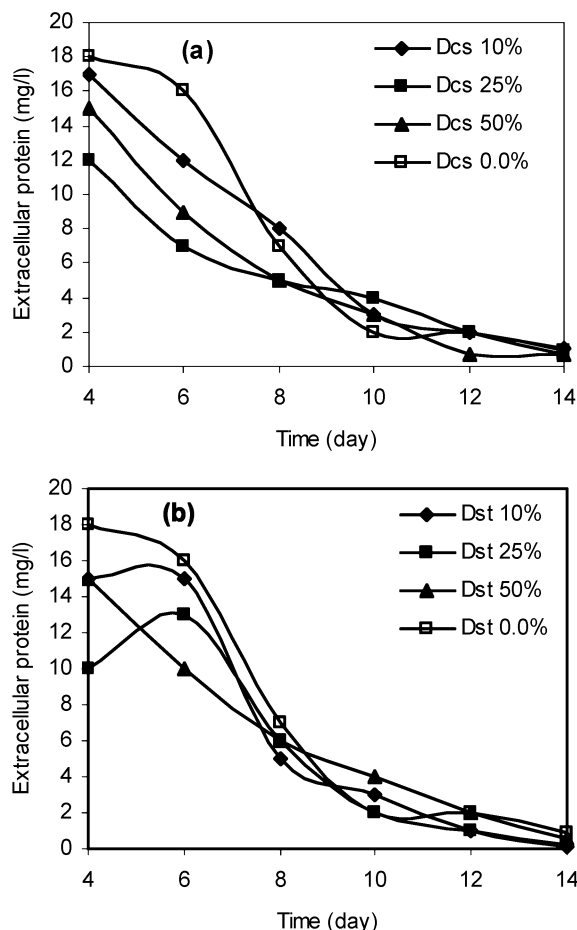 (a)
Dcs 10%
Dcs 25%
Dcs 50%
Dcs 0.0%
Extracellular protein (mg/l)
20
18
16
14
12
10
8
6
4
2
0
4 6 8 10 12 14
Time (day)
(b)
Dst 10%
Dst 25%
Dst 50%
Dst 0.0%
Extracellular protein (mg/l)
20
18
16
14
12
10
8
6
4
2
0
4 6 8 10 12 14
Time (day)